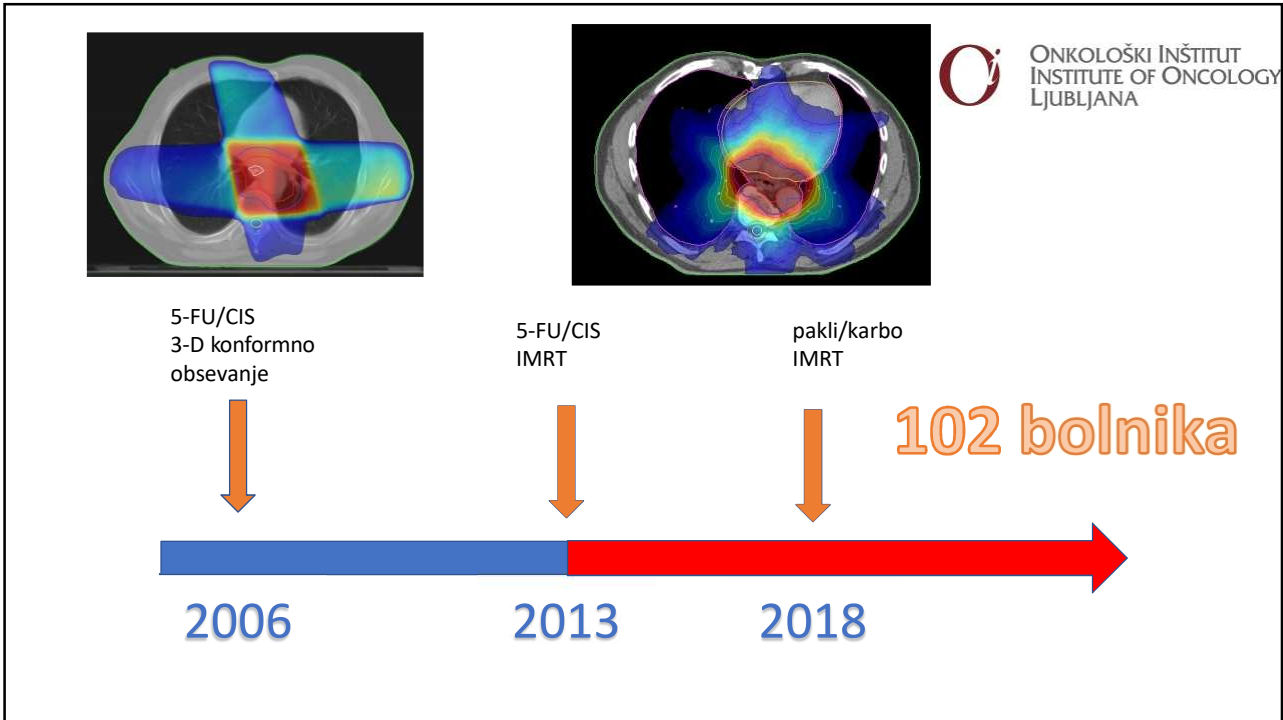 ONKOLOŠKI INŠTITUT
INSTITUTE OF ONCOLOGY
LJUBLJANA
5-FU/CIS
3-D konformno
obsevanje
5-FU/CIS
IMRT
pakli/karbo
IMRT
102 bolnika
2006
2013
2018